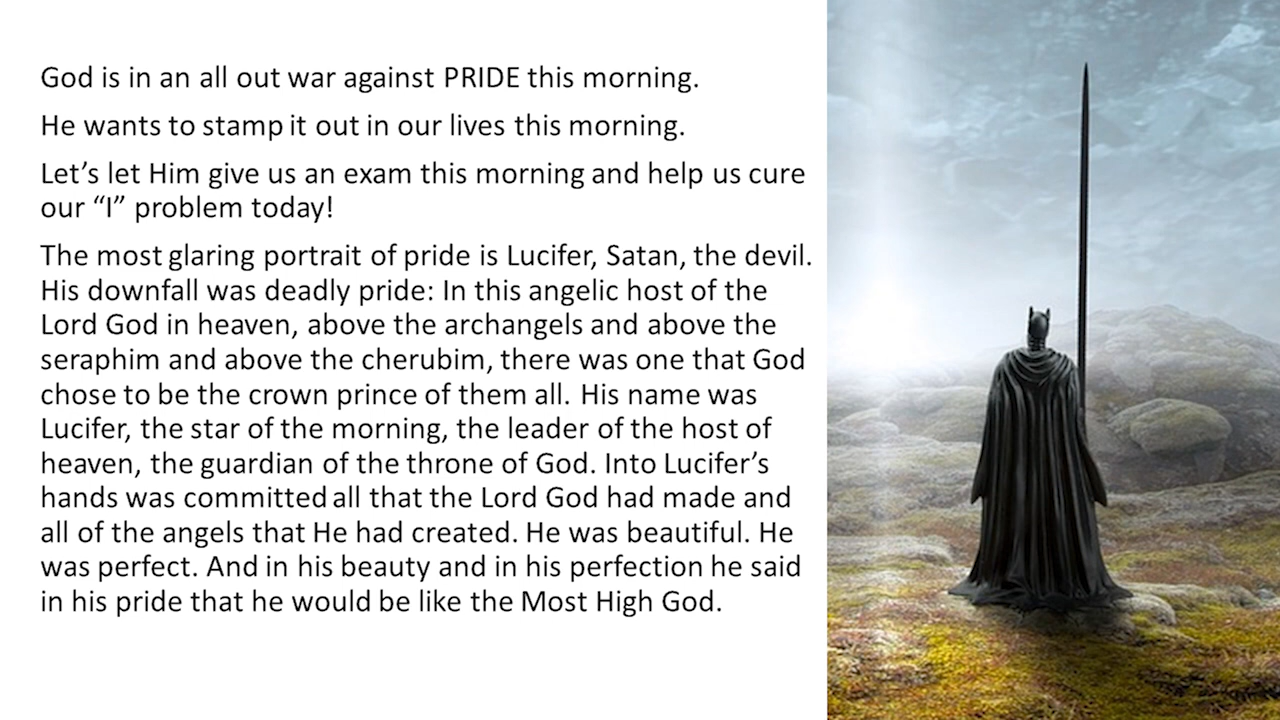 God is in an all out war against PRIDE this morning.
He wants to stamp it out in our lives this morning.
Let’s let Him give us an exam this morning and help us cure
our “I” problem today!
The most glaring portrait of pride is Lucifer, Satan, the devil.
His downfall was deadly pride: In this angelic host of the
Lord God in heaven, above the archangels and above the
seraphim and above the cherubim, there was one that God
chose to be the crown prince of them all. His name was
Lucifer, the star of the morning, the leader of the host of
heaven, the guardian of the throne of God. Into Lucifer’s
hands was committed all that the Lord God had made and
all of the angels that He had created. He was beautiful. He
was perfect. And in his beauty and in his perfection he said
in his pride that he would be like the Most High God.